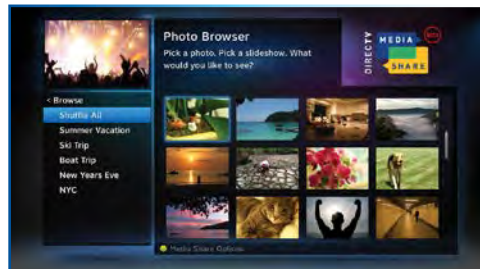 Photo Browser
Pick a photo. Pick a slideshow. What
would you like to see?
DIRECTV
MEDIA
BETA
SHARE
< Browse
Shuffle All
Summer Vacation
Ski Trip
Boat Trip
New Years Eve
NYC
Media Share Options